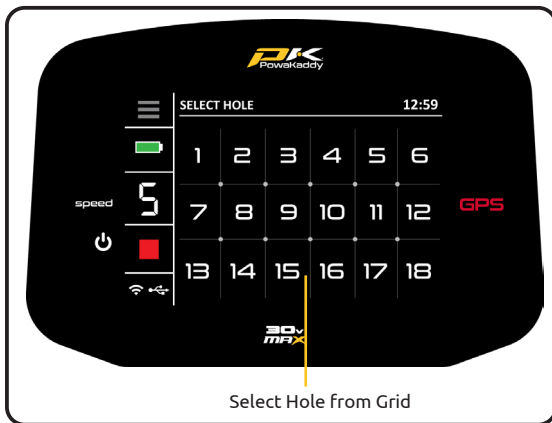 PK
PowaKaddy
SELECT HOLE 12:59
1 2 3 4 5 6
speed 5 7 8 9 10 11 12 GPS
13 14 15 16 17 18
30v
MAX
Select Hole from Grid